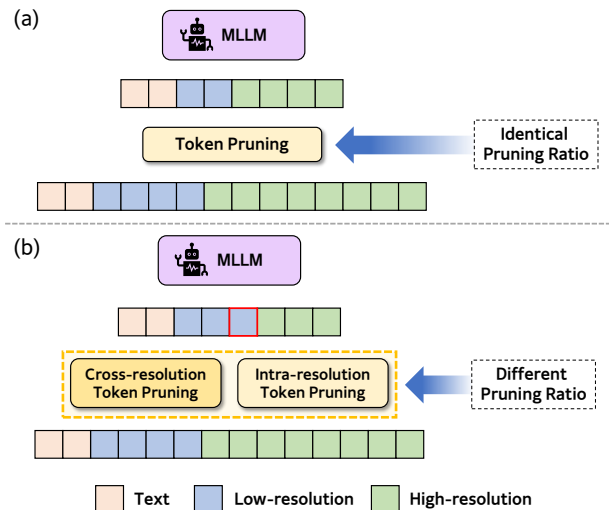 (a)
MLLM
Token Pruning
Identical
Pruning Ratio
(b)
MLLM
Cross-resolution
Token Pruning
Intra-resolution
Token Pruning
Different
Pruning Ratio
Text
Low-resolution
High-resolution